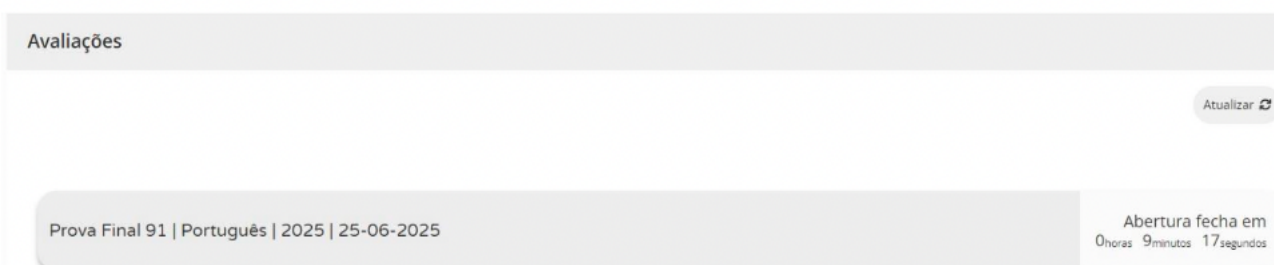 Avaliações
Atualizar
Prova Final 91 | Português | 2025 | 25-06-2025
Abertura fecha em
0horas 9minutos 17segundos